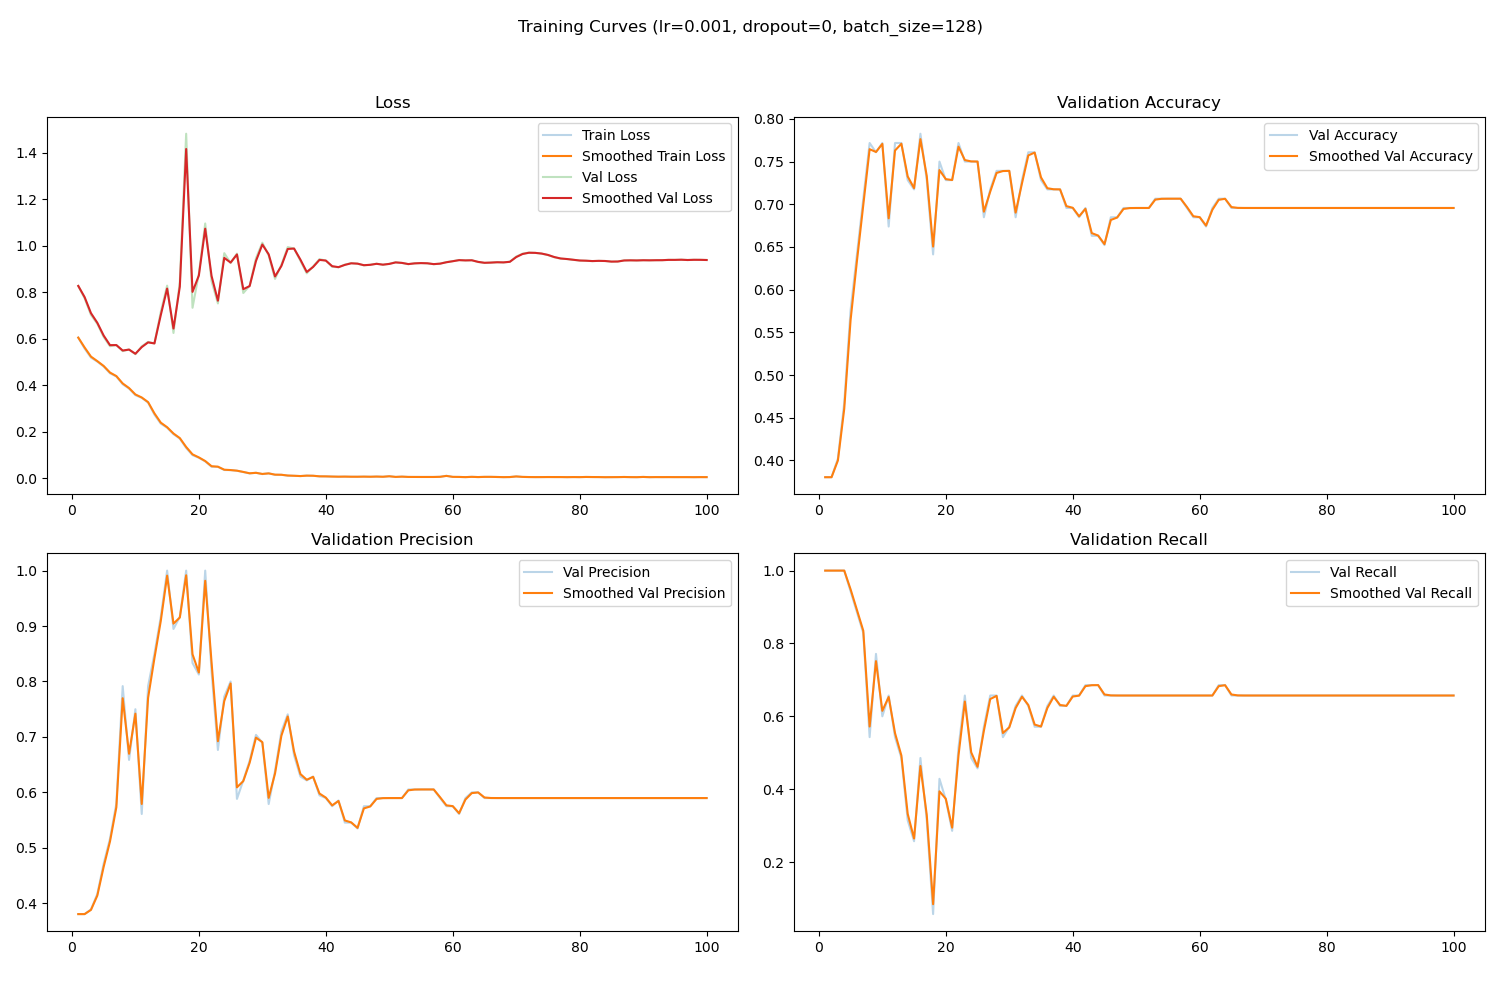 Training Curves (lr=0.001, dropout=0, batch_size=128)
Loss
Train Loss
Smoothed Train Loss
Val Loss
Smoothed Val Loss
1.4
1.2
1.0
0.8
0.6
0.4
0.2
0.0
0 20 40 60 80 100
Validation Accuracy
Val Accuracy
Smoothed Val Accuracy
0.80
0.75
0.70
0.65
0.60
0.55
0.50
0.45
0.40
0 20 40 60 80 100
Validation Precision
Val Precision
Smoothed Val Precision
1.0
0.9
0.8
0.7
0.6
0.5
0.4
0 20 40 60 80 100
Validation Recall
Val Recall
Smoothed Val Recall
1.0
0.8
0.6
0.4
0.2
0 20 40 60 80 100